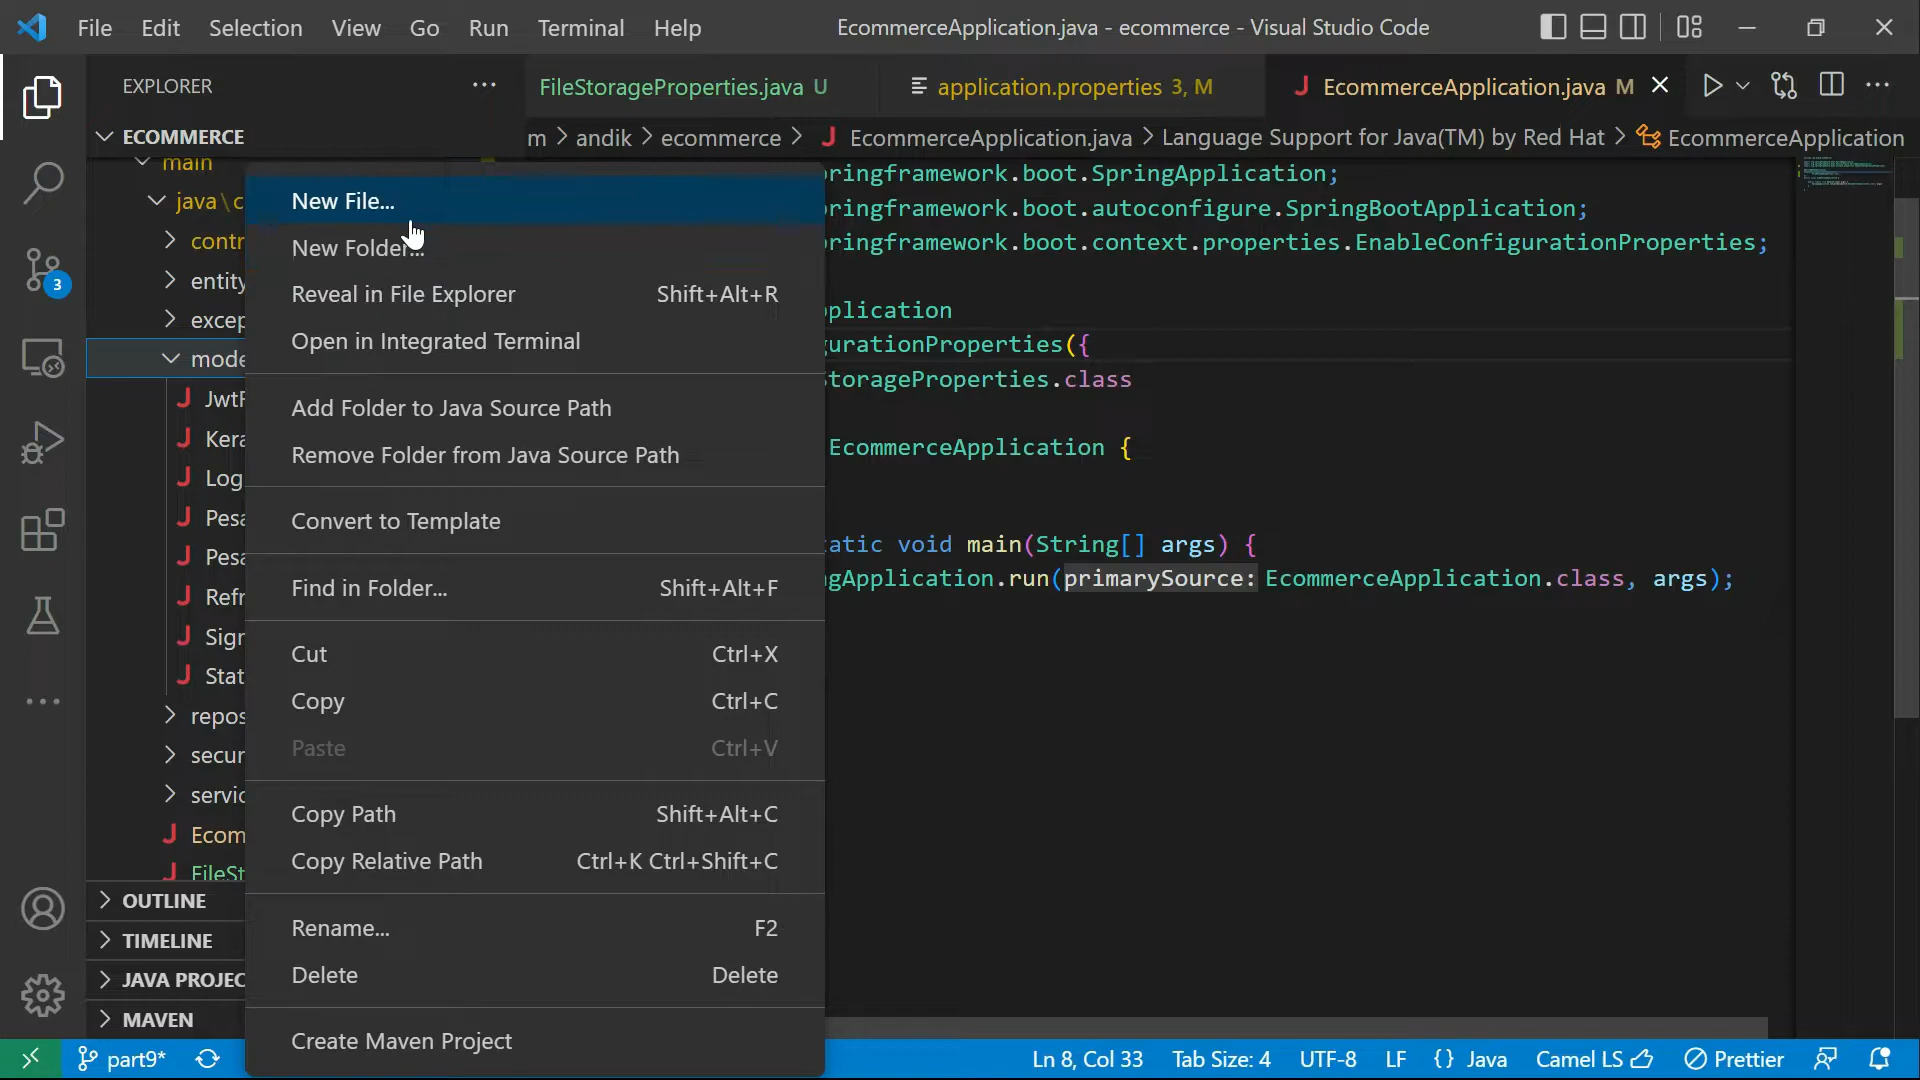 File Edit Selection View Go Run Terminal Help EcommerceApplication.java - ecommerce - Visual Studio Code
EXPLORER
FileStorageProperties.java U
application.properties 3, M
EcommerceApplication.java M
ECOMMERCE
m > andik > ecommerce > EcommerceApplication.java > Language Support for Java(TM) by Red Hat > EcommerceApplication
main
java\c
contr
entity
excep
mode
JwtR
Kera
Log
Pesa
Pesa
Refr
Sigr
Stat
repos
secur
servic
Ecom
FileSt
OUTLINE
TIMELINE
JAVA PROJEC
MAVEN
New File...
New Folder...
Reveal in File Explorer Shift+Alt+R
Open in Integrated Terminal
Add Folder to Java Source Path
Remove Folder from Java Source Path
Convert to Template
Find in Folder... Shift+Alt+F
Cut Ctrl+X
Copy Ctrl+C
Paste Ctrl+V
Copy Path Shift+Alt+C
Copy Relative Path Ctrl+K Ctrl+Shift+C
Rename... F2
Delete Delete
Create Maven Project
ringframework.boot.SpringApplication;
ringframework.boot.autoconfigure.SpringBootApplication;
ringframework.boot.context.properties.EnableConfigurationProperties;
plication
gurationProperties({
StorageProperties.class
EcommerceApplication {
tatic void main(String[] args) {
ngApplication.run(primarySource: EcommerceApplication.class, args);
3
part9*
Ln 8, Col 33 Tab Size: 4 UTF-8 LF {} Java Camel LS Prettier